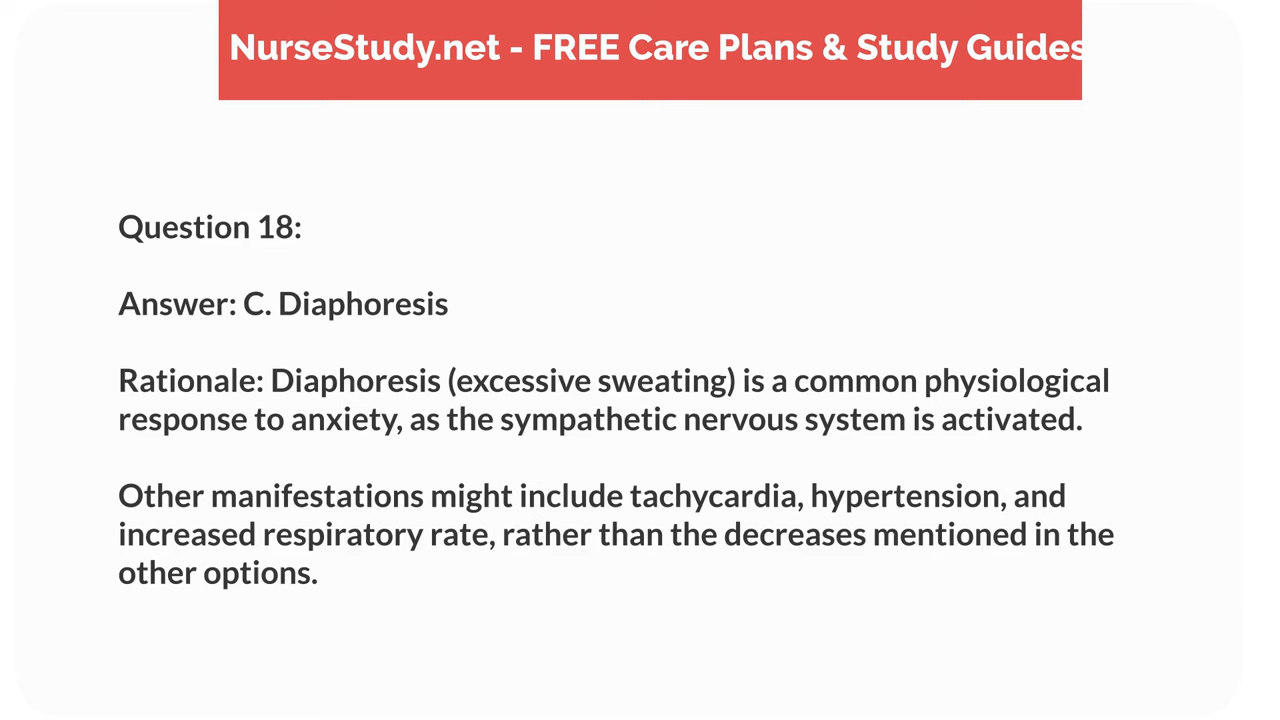 NurseStudy.net - FREE Care Plans & Study Guides
Question 18:
Answer: C. Diaphoresis
Rationale: Diaphoresis (excessive sweating) is a common physiological
response to anxiety, as the sympathetic nervous system is activated.
Other manifestations might include tachycardia, hypertension, and
increased respiratory rate, rather than the decreases mentioned in the
other options.